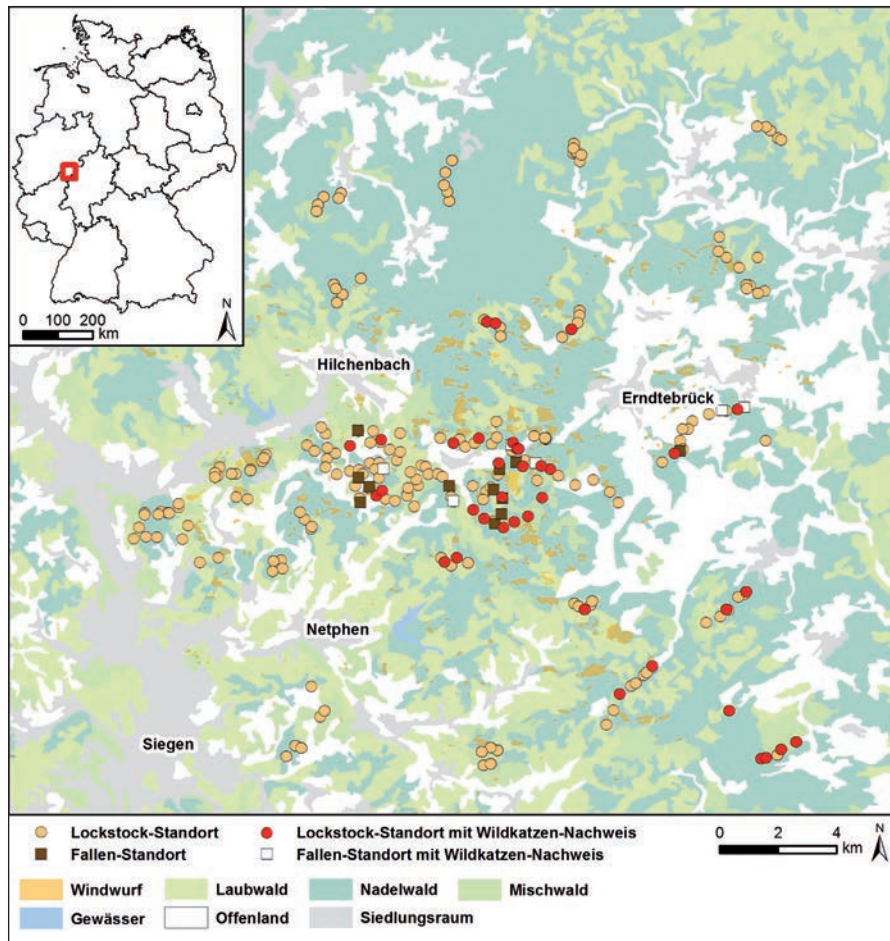 N
0 100 200
km
Hilchenbach
Erndtebrück
Netphen
Siegen
Lockstock-Standort
Lockstock-Standort mit Wildkatzen-Nachweis
Fallen-Standort
Fallen-Standort mit Wildkatzen-Nachweis
0 2 4
km
N
Windwurf
Laubwald
Nadelwald
Mischwald
Gewässer
Offenland
Siedlungsraum